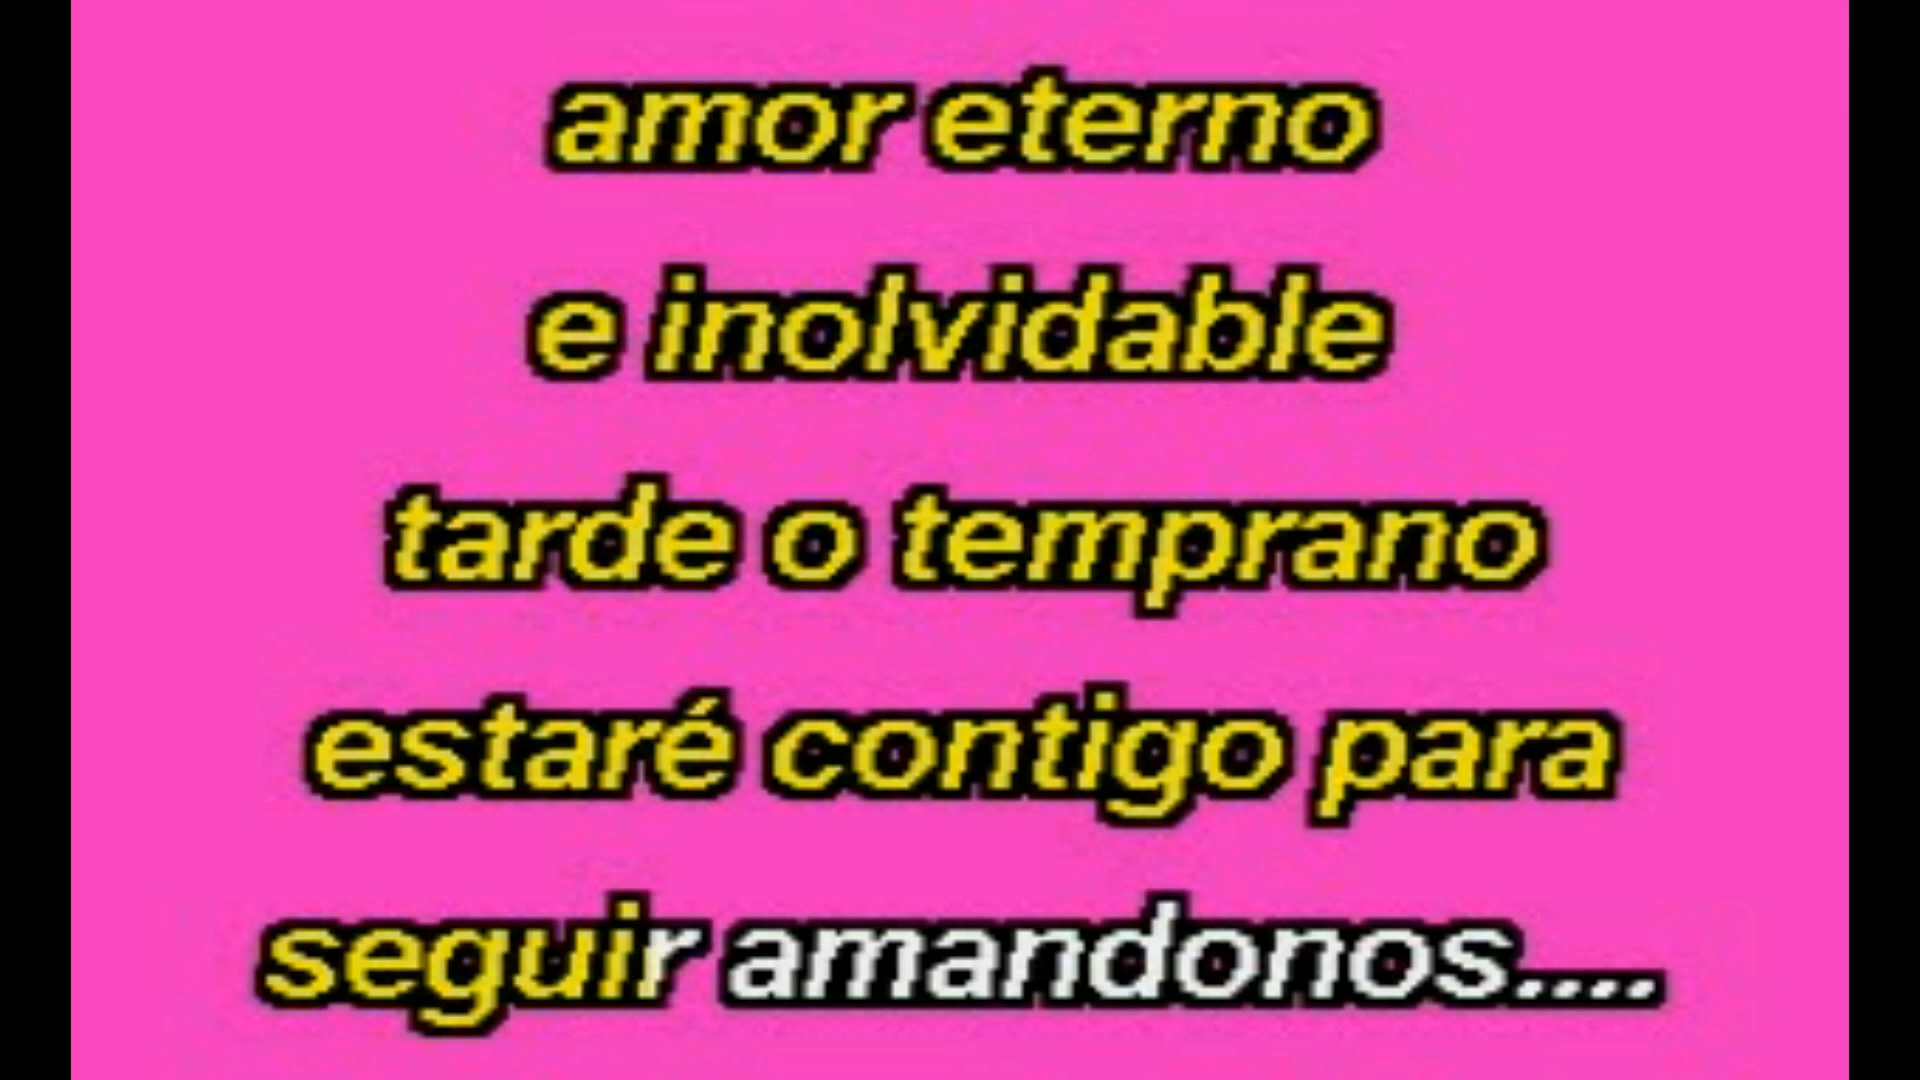 amor eterno
e inolvidable
tarde o temprano
estaré contigo para
seguir amandonos....